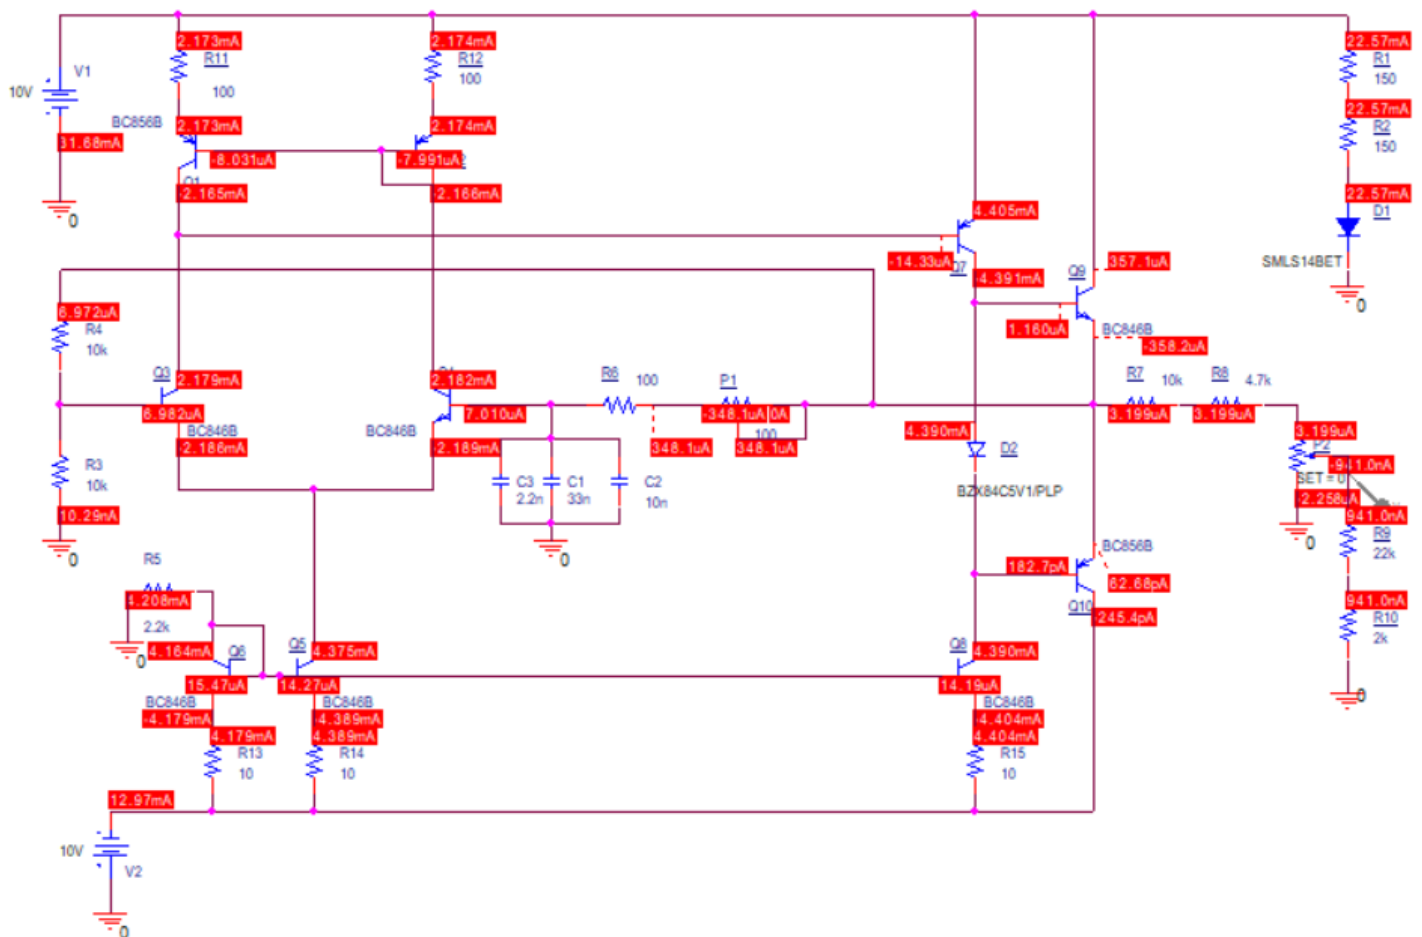 2.173mA
R11
100
2.174mA
R12
100
22.57mA
R1
150
V1
10V
BC856B
2.173mA
2.174mA
22.57mA
R2
150
31.68mA
-8.031uA
-7.991uA
-2.165mA
-2.166mA
22.57mA
D1
0
4.405mA
SMLS14BET
-14.33uA
Q7
-4.391mA
Q9
357.1uA
0
6.972uA
R4
10k
1.160uA
BC846B
-358.2uA
Q3
2.179mA
2.182mA
R6
100
P1
R7
10k
R8
4.7k
6.982uA
7.010uA
-348.1uA
0A
3.199uA
3.199uA
BC846B
BC846B
100
-2.186mA
-2.189mA
348.1uA
348.1uA
4.390mA
D2
3.199uA
P2
R3
10k
C3
2.2n
C1
33n
C2
10n
BZX84C5V1/PLP
-941.0nA
SET = 0
-2.258uA
10.29nA
941.0nA
R9
22k
0
0
0
R5
BC856B
182.7pA
62.68pA
4.208mA
2.2k
Q10
-245.4pA
941.0nA
R10
2k
0
4.164mA
Q6
Q5
4.375mA
Q8
4.390mA
15.47uA
14.27uA
14.19uA
0
BC846B
BC846B
BC846B
-4.179mA
-4.389mA
-4.404mA
4.179mA
4.389mA
4.404mA
R13
10
R14
10
R15
10
12.97mA
10V
V2
0